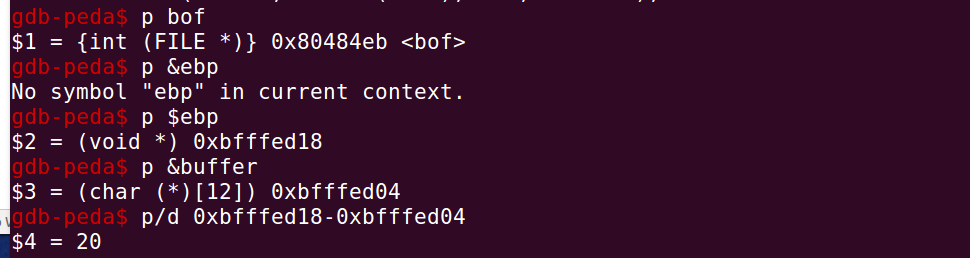 gdb-peda$ p bof
$1 = {int (FILE *)} 0x80484eb <bof>
gdb-peda$ p &ebp
No symbol "ebp" in current context.
gdb-peda$ p $ebp
$2 = (void *) 0xbfffed18
gdb-peda$ p &buffer
$3 = (char (*)[12]) 0xbfffed04
gdb-peda$ p/d 0xbfffed18-0xbfffed04
$4 = 20